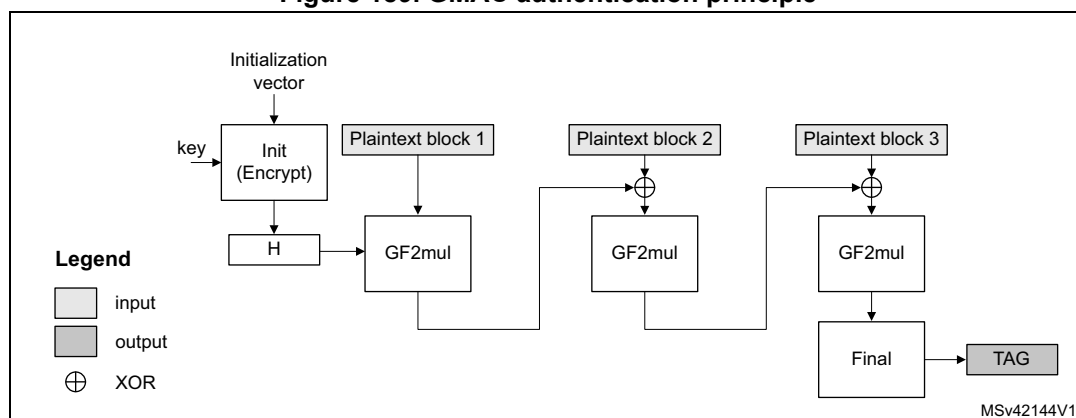 Initialization
vector
key
Init
(Encrypt)
Plaintext block 1
Plaintext block 2
Plaintext block 3
H
GF2mul
GF2mul
GF2mul
Legend
input
output
XOR
Final
TAG
MSv42144V1